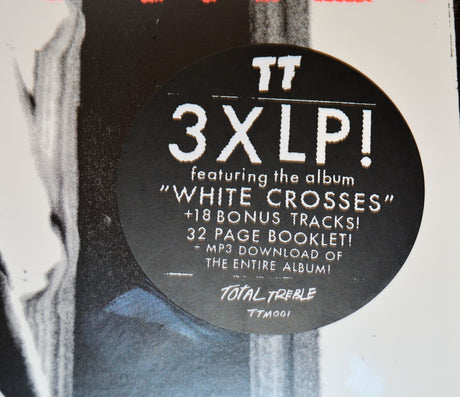 TT
3XLP!
featuring the album
"WHITE CROSSES"
+18 BONUS TRACKS!
32 PAGE BOOKLET!
+ MP3 DOWNLOAD OF
THE ENTIRE ALBUM!
TOTAL TREBLE
TTM001